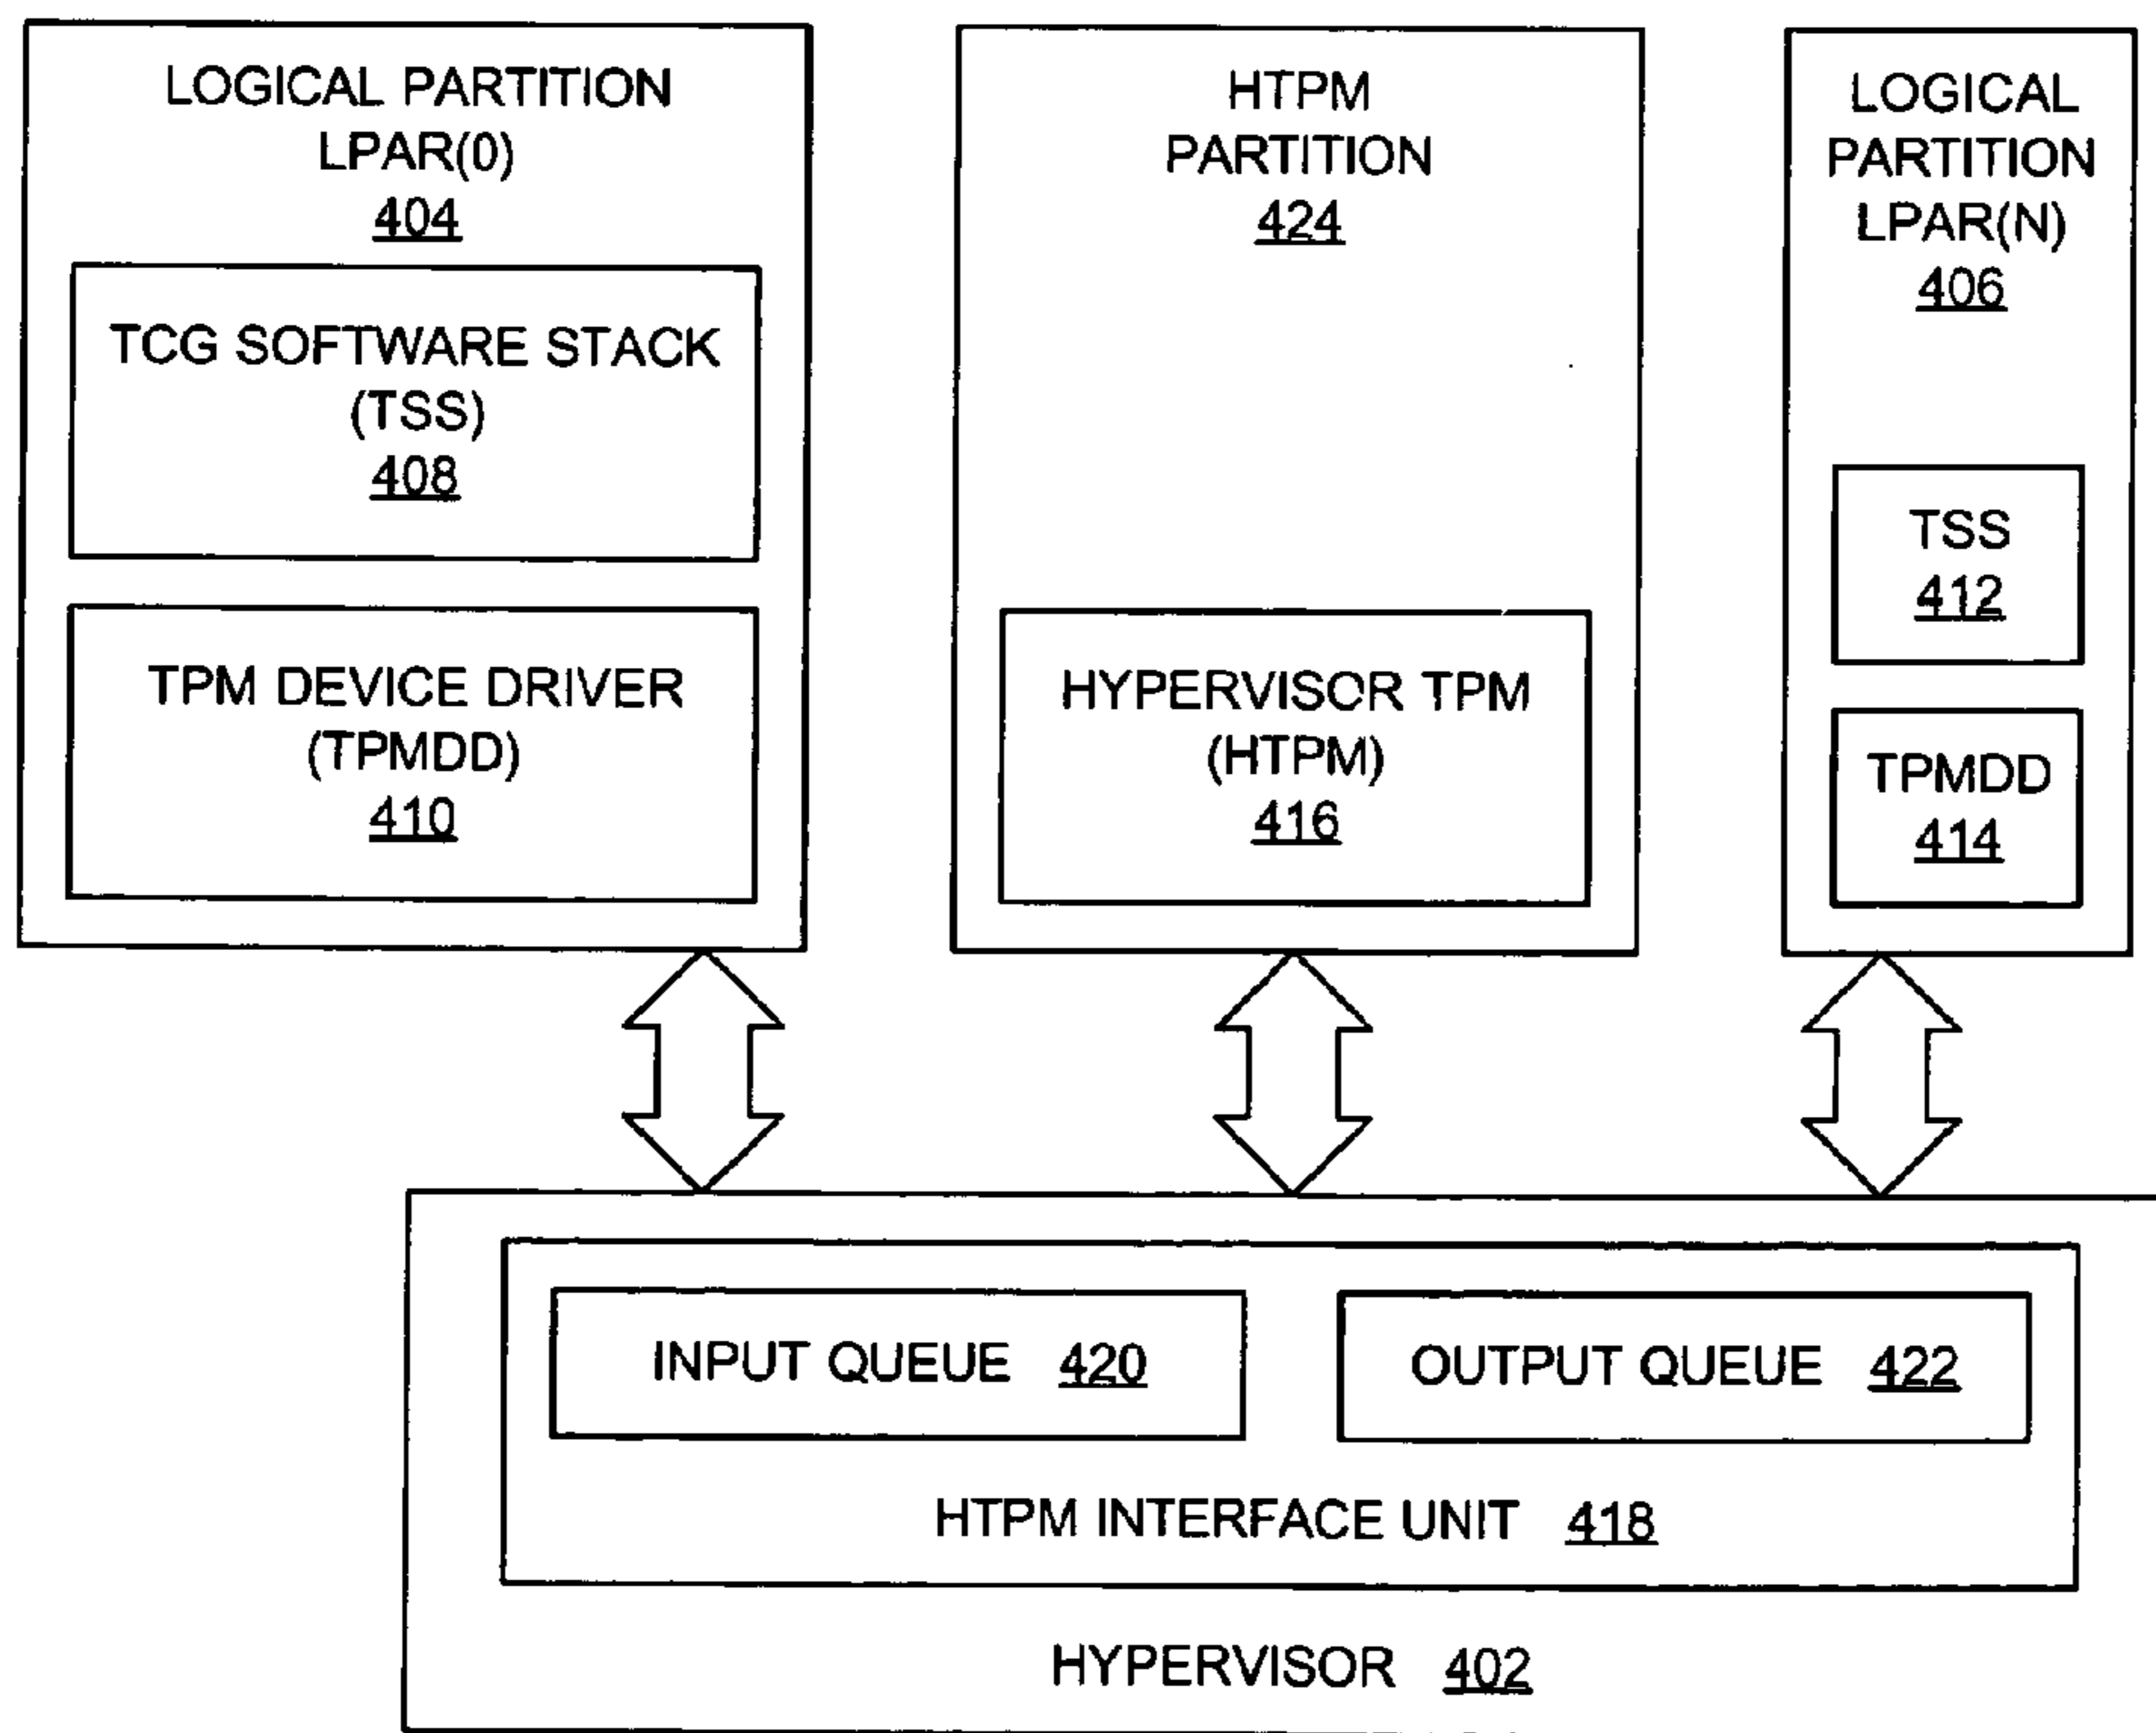 LOGICAL PARTITION
LPAR(0)
404
TCG SOFTWARE STACK
(TSS)
408
TPM DEVICE DRIVER
(TPMDD)
410
HTPM
PARTITION
424
HYPERVISOR TPM
(HTPM)
416
LOGICAL
PARTITION
LPAR(N)
406
TSS
412
TPMDD
414
INPUT QUEUE 420
OUTPUT QUEUE 422
HTPM INTERFACE UNIT 418
HYPERVISOR 402